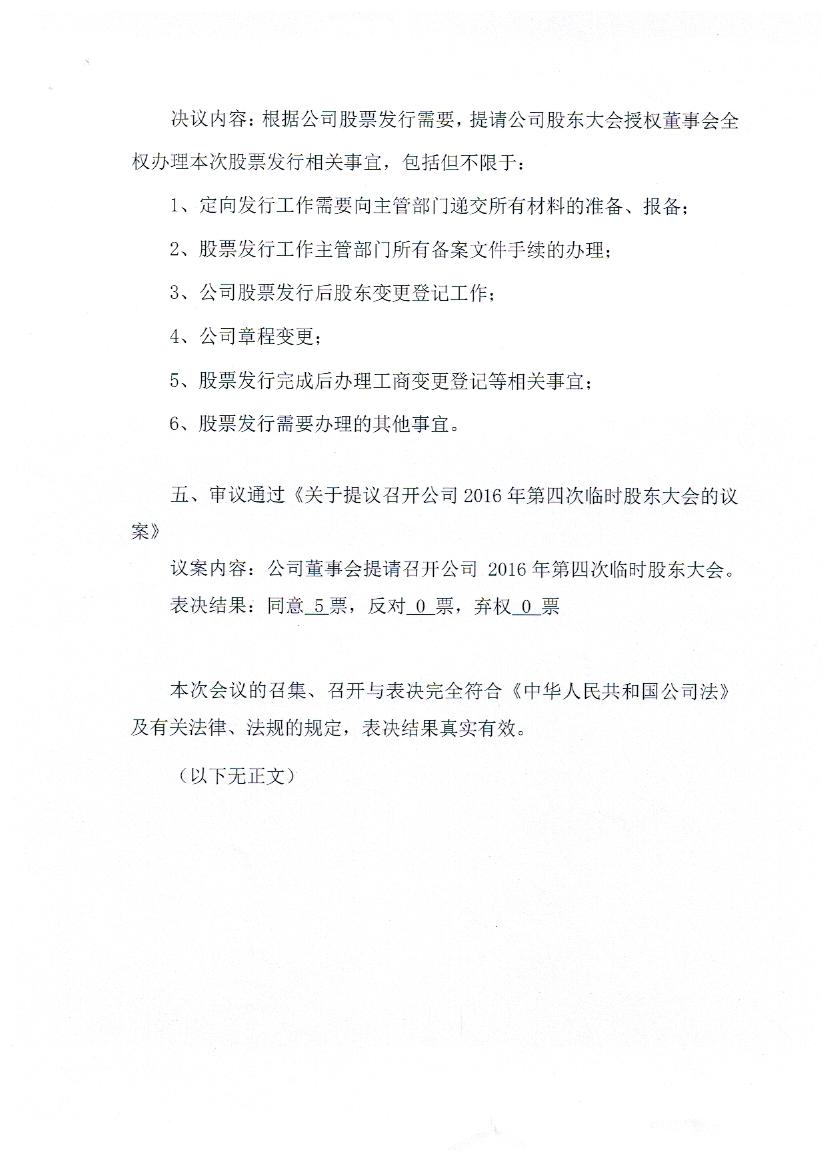 决议内容：根据公司股票发行需要，提请公司股东大会授权董事会全
权办理本次股票发行相关事宜，包括但不限于：
1、定向发行工作需要向主管部门递交所有材料的准备、报备；
2、股票发行工作主管部门所有备案文件手续的办理；
3、公司股票发行后股东变更登记工作；
4、公司章程变更；
5、股票发行完成后办理工商变更登记等相关事宜；
6、股票发行需要办理的其他事宜。
五、审议通过《关于提议召开公司 2016 年第四次临时股东大会的议
案》
议案内容：公司董事会提请召开公司 2016 年第四次临时股东大会。
表决结果：同意 5 票，反对 0 票，弃权 0 票
本次会议的召集、召开与表决完全符合《中华人民共和国公司法》
及有关法律、法规的规定，表决结果真实有效。
（以下无正文）